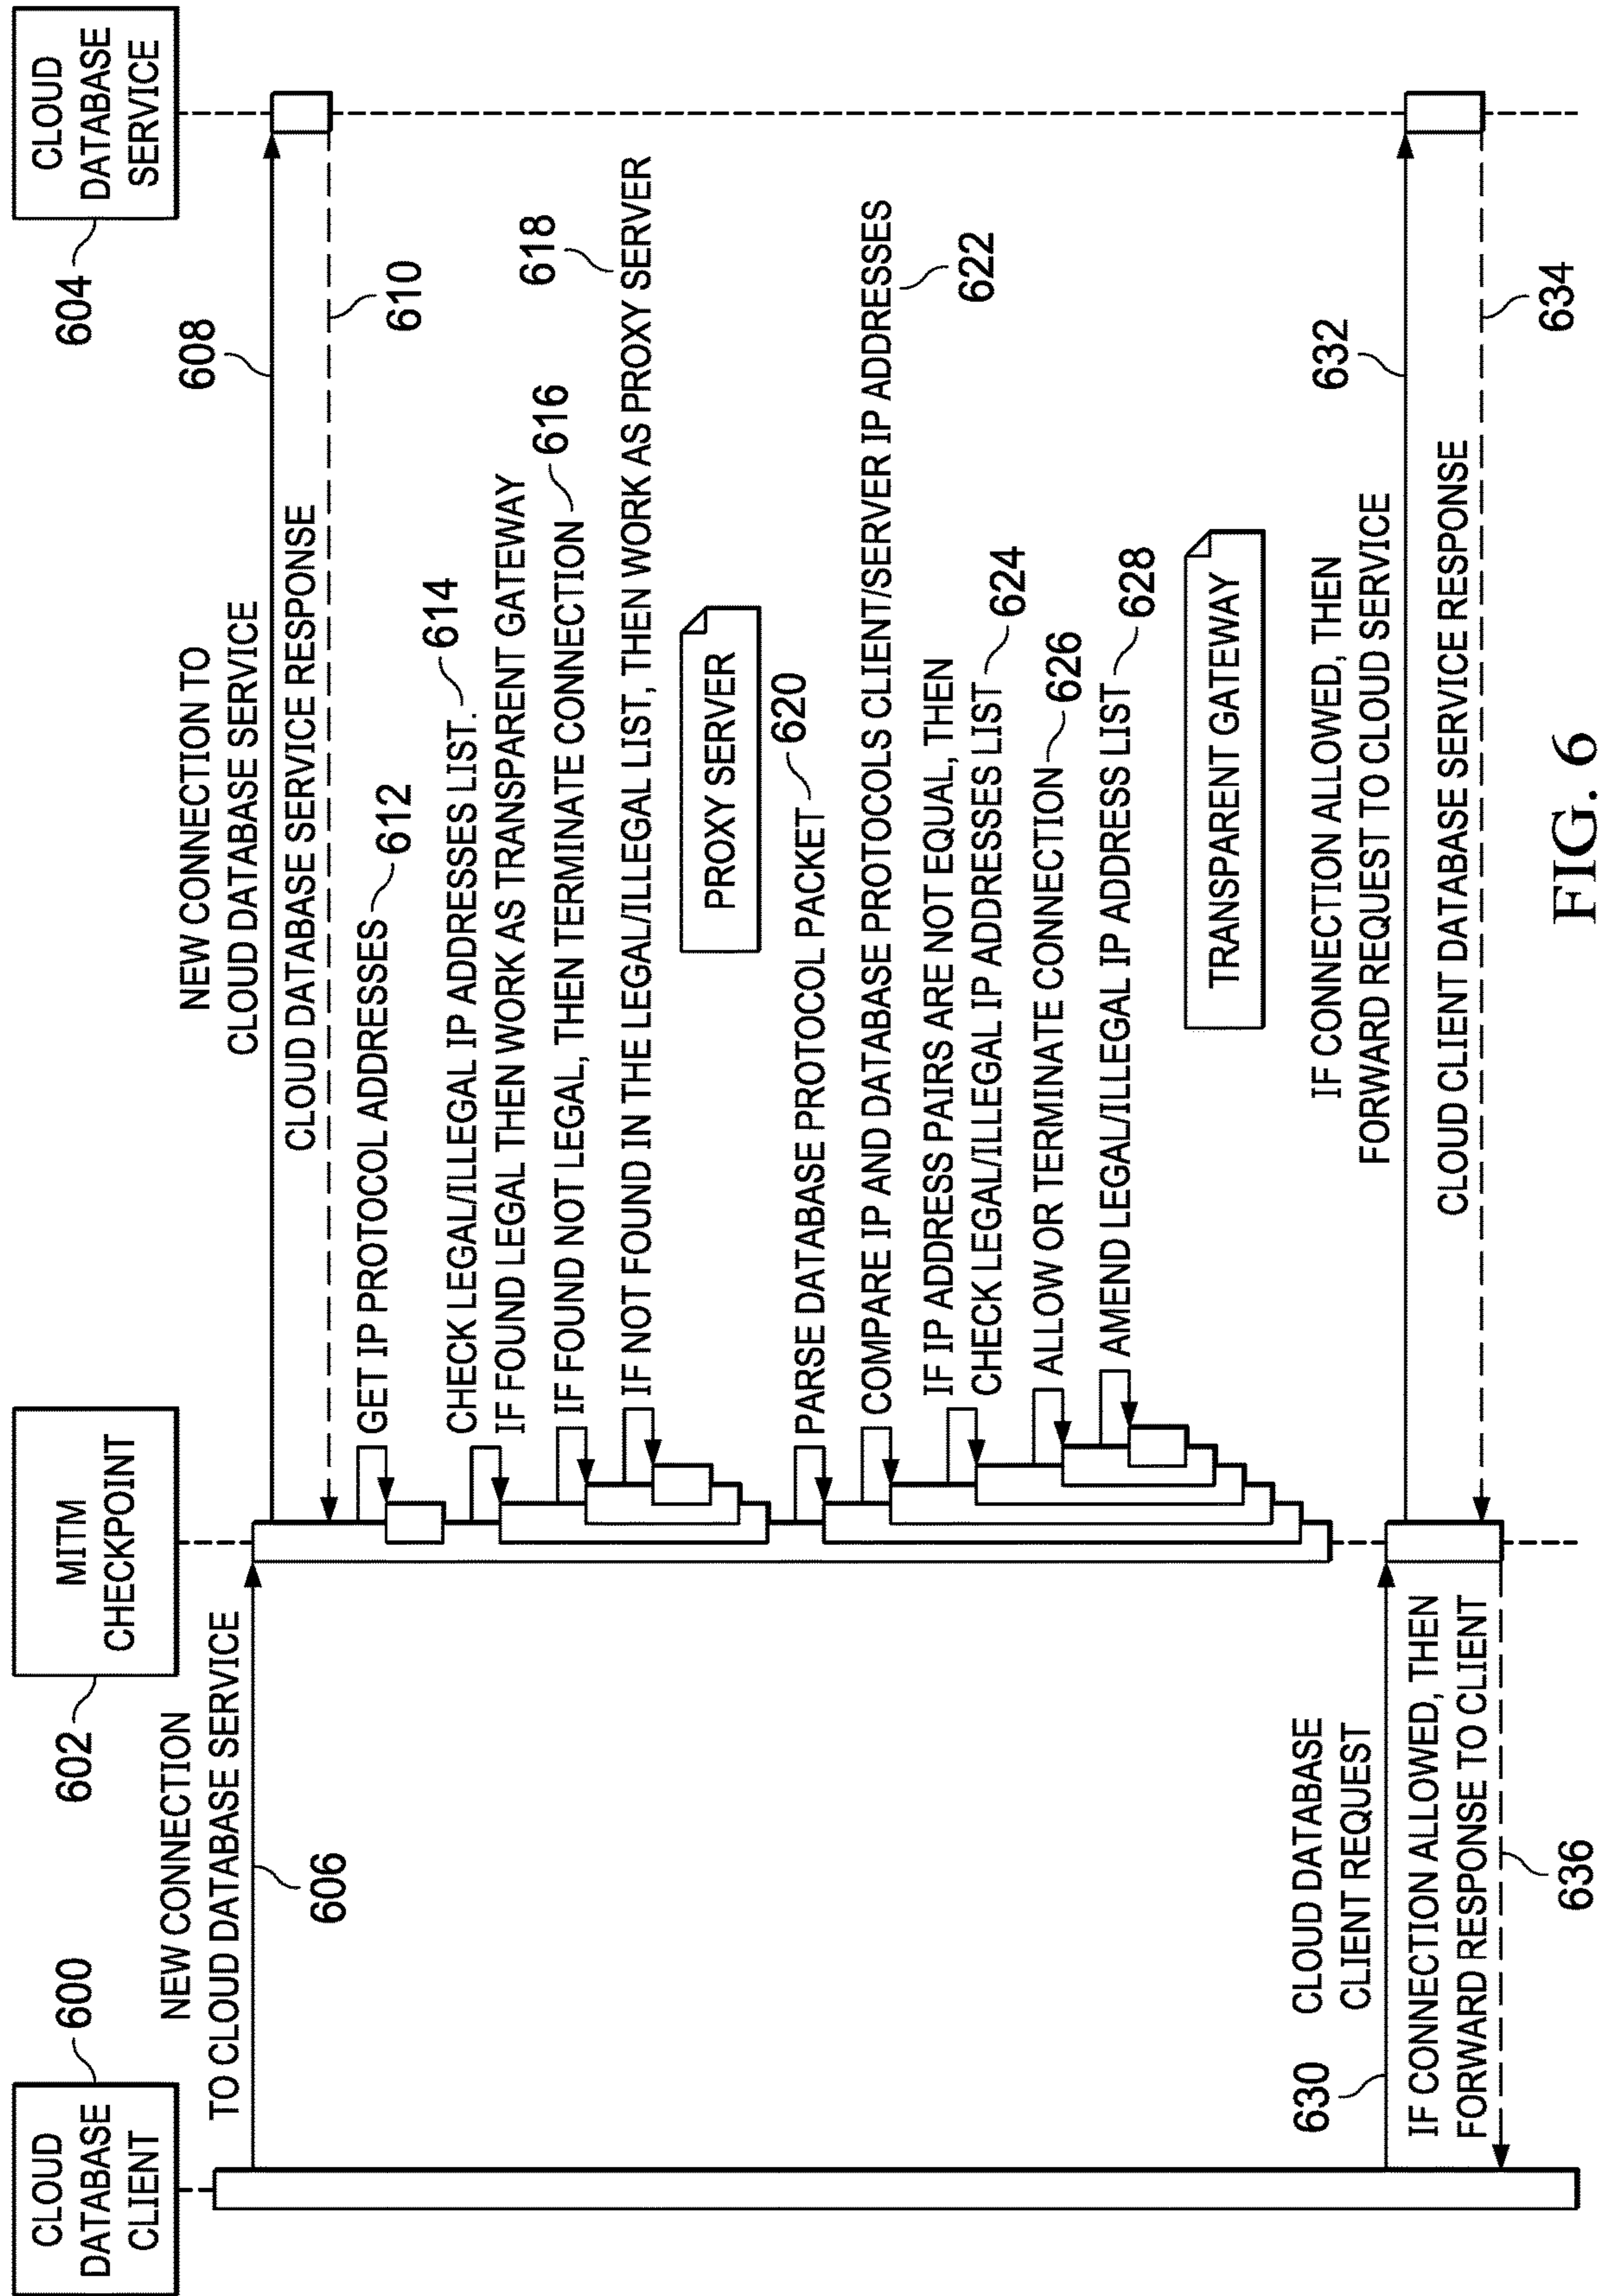 CLOUD
DATABASE
CLIENT
600
MITM
CHECKPOINT
602
CLOUD
DATABASE
SERVICE
604
NEW CONNECTION
TO CLOUD DATABASE SERVICE
606
NEW CONNECTION TO
CLOUD DATABASE SERVICE
608
CLOUD DATABASE SERVICE RESPONSE
610
GET IP PROTOCOL ADDRESSES 612
CHECK LEGAL/ILLEGAL IP ADDRESSES LIST. 614
IF FOUND LEGAL THEN WORK AS TRANSPARENT GATEWAY
IF FOUND NOT LEGAL, THEN TERMINATE CONNECTION 616
IF NOT FOUND IN THE LEGAL/ILLEGAL LIST, THEN WORK AS PROXY SERVER
618
PROXY SERVER
PARSE DATABASE PROTOCOL PACKET 620
COMPARE IP AND DATABASE PROTOCOLS CLIENT/SERVER IP ADDRESSES
622
IF IP ADDRESS PAIRS ARE NOT EQUAL, THEN
CHECK LEGAL/ILLEGAL IP ADDRESSES LIST 624
ALLOW OR TERMINATE CONNECTION 626
AMEND LEGAL/ILLEGAL IP ADDRESS LIST 628
TRANSPARENT GATEWAY
630
CLOUD DATABASE
CLIENT REQUEST
IF CONNECTION ALLOWED, THEN
FORWARD REQUEST TO CLOUD SERVICE
632
CLOUD CLIENT DATABASE SERVICE RESPONSE
634
IF CONNECTION ALLOWED, THEN
FORWARD RESPONSE TO CLIENT
636
FIG. 6